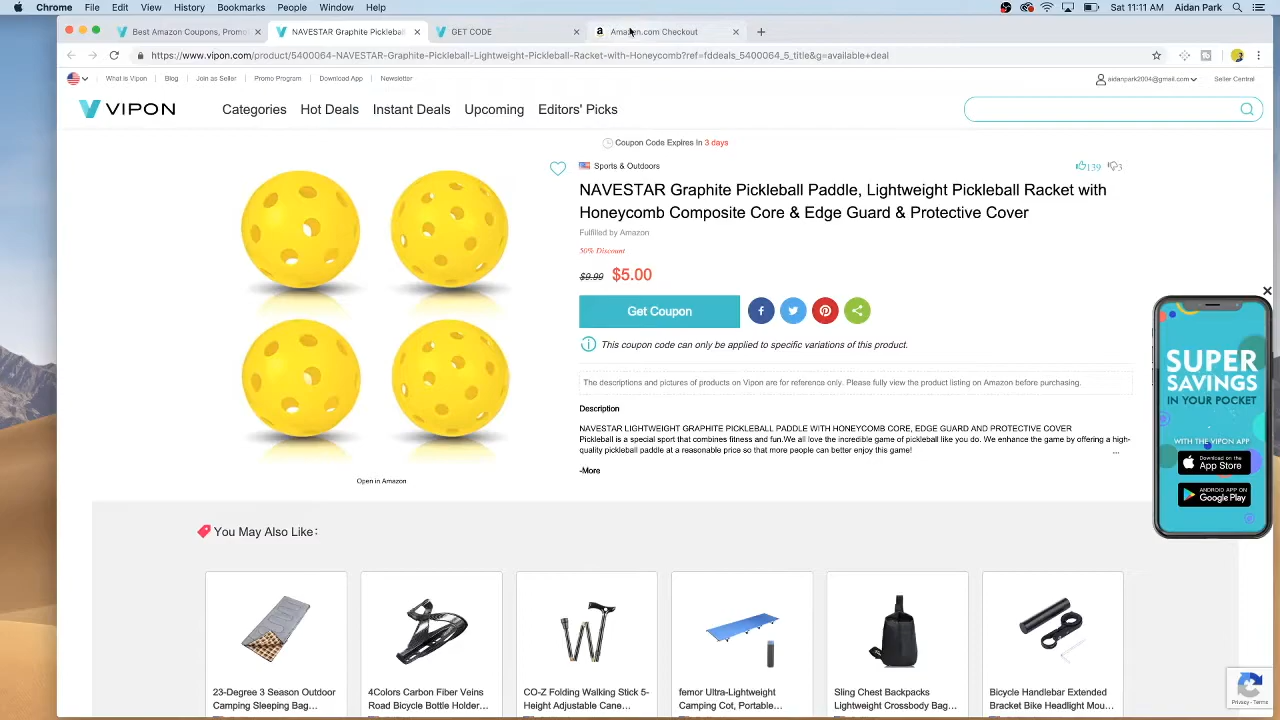 Chrome File Edit View History Bookmarks People Window Help
Sat 11:11 AM Aidan Park
Best Amazon Coupons, Promo
NAVESTAR Graphite Pickleball
GET CODE
Amazon.com Checkout
https://www.vipon.com/product/5400064-NAVESTAR-Graphite-Pickleball-Lightweight-Pickleball-Racket-with-Honeycomb?ref=fddeals_5400064_5_title&g=available+deal
What is Vipon Blog Join as Seller Promo Program Download App Newsletter
aidanpark2004@gmail.com Seller Central
VIPON
Categories Hot Deals Instant Deals Upcoming Editors' Picks
Coupon Code Expires In 3 days
Sports & Outdoors
139 3
NAVESTAR Graphite Pickleball Paddle, Lightweight Pickleball Racket with
Honeycomb Composite Core & Edge Guard & Protective Cover
Fulfilled by Amazon
50% Discount
$9.99 $5.00
Get Coupon
This coupon code can only be applied to specific variations of this product.
The descriptions and pictures of products on Vipon are for reference only. Please fully view the product listing on Amazon before purchasing.
Description
NAVESTAR LIGHTWEIGHT GRAPHITE PICKLEBALL PADDLE WITH HONEYCOMB CORE, EDGE GUARD AND PROTECTIVE COVER
Pickleball is a special sport that combines fitness and fun.We all love the incredible game of pickleball like you do. We enhance the game by offering a high-
quality pickleball paddle at a reasonable price so that more people can better enjoy this game!
...
-More
Open in Amazon
SUPER
SAVINGS
IN YOUR POCKET
WITH THE VIPON APP
Download on the
App Store
ANDROID APP ON
Google Play
You May Also Like:
23-Degree 3 Season Outdoor
Camping Sleeping Bag...
4Colors Carbon Fiber Veins
Road Bicycle Bottle Holder...
CO-Z Folding Walking Stick 5-
Height Adjustable Cane...
femor Ultra-Lightweight
Camping Cot, Portable...
Sling Chest Backpacks
Lightweight Crossbody Bag...
Bicycle Handlebar Extended
Bracket Bike Headlight Mou...
Privacy - Terms